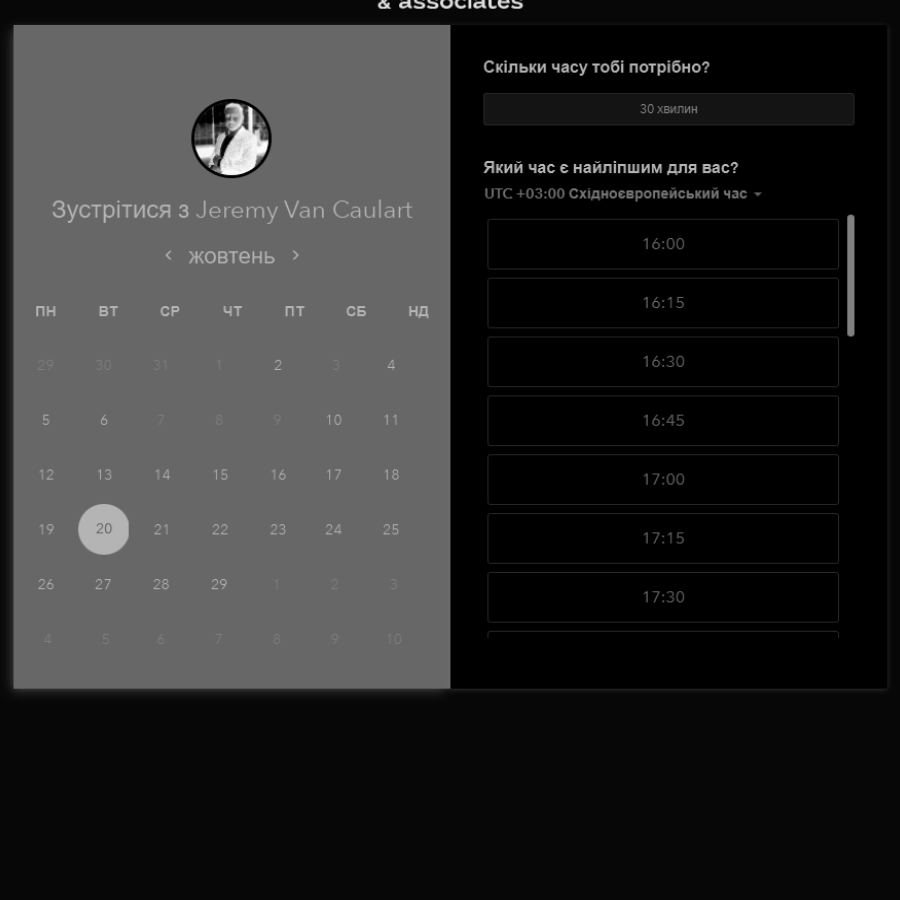 & associates
Зустрітися з Jeremy Van Caulart
жовтень
ПН ВТ СР ЧТ ПТ СБ НД
29 30 31 1 2 3 4
5 6 7 8 9 10 11
12 13 14 15 16 17 18
19 20 21 22 23 24 25
26 27 28 29 1 2 3
4 5 6 7 8 9 10
Скільки часу тобі потрібно?
30 хвилин
Який час є найліпшим для вас?
UTC +03:00 Східноєвропейський час
16:00
16:15
16:30
16:45
17:00
17:15
17:30